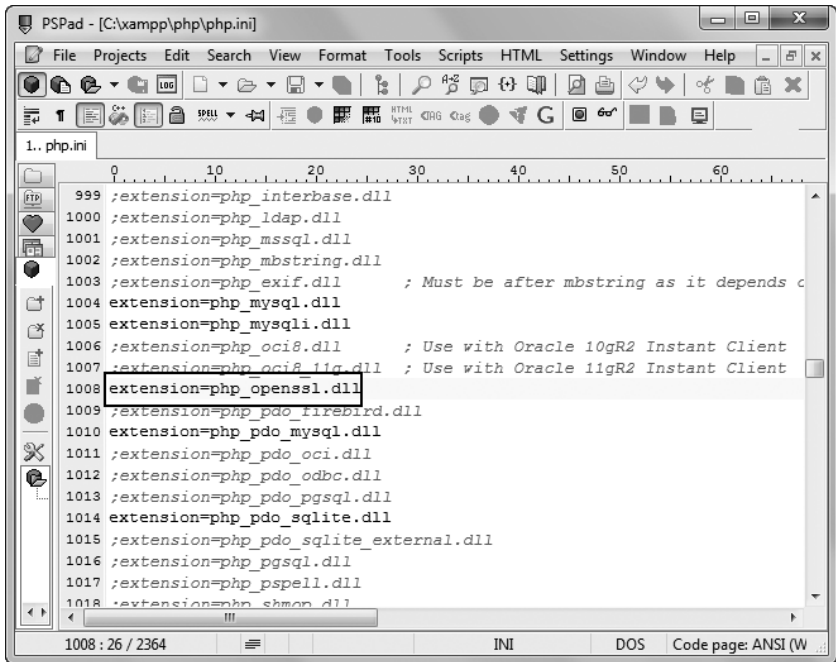 PSPad - [C:\xampp\php\php.ini]
File Projects Edit Search View Format Tools Scripts HTML Settings Window Help
LOG
SPELL #10 HTML TXT G
1.. php.ini
0 10 20 30 40 50 60
FTP
999 ;extension=php_interbase.dll
1000 ;extension=php_ldap.dll
1001 ;extension=php_mssql.dll
1002 ;extension=php_mbstring.dll
1003 ;extension=php_exif.dll ; Must be after mbstring as it depends
1004 extension=php_mysql.dll
1005 extension=php_mysqli.dll
1006 ;extension=php_oci8.dll ; Use with Oracle 10gR2 Instant Client
1007 ;extension=php_oci8_11g.dll ; Use with Oracle 11gR2 Instant Client
1008 extension=php_openssl.dll
1009 ;extension=php_pdo_firebird.dll
1010 extension=php_pdo_mysql.dll
1011 ;extension=php_pdo_oci.dll
1012 ;extension=php_pdo_odbc.dll
1013 ;extension=php_pdo_pgsql.dll
1014 extension=php_pdo_sqlite.dll
1015 ;extension=php_pdo_sqlite_external.dll
1016 ;extension=php_pgsql.dll
1017 ;extension=php_pspell.dll
1018 ;extension=php_shmop.dll
1008 : 26 / 2364 INI DOS Code page: ANSI (W